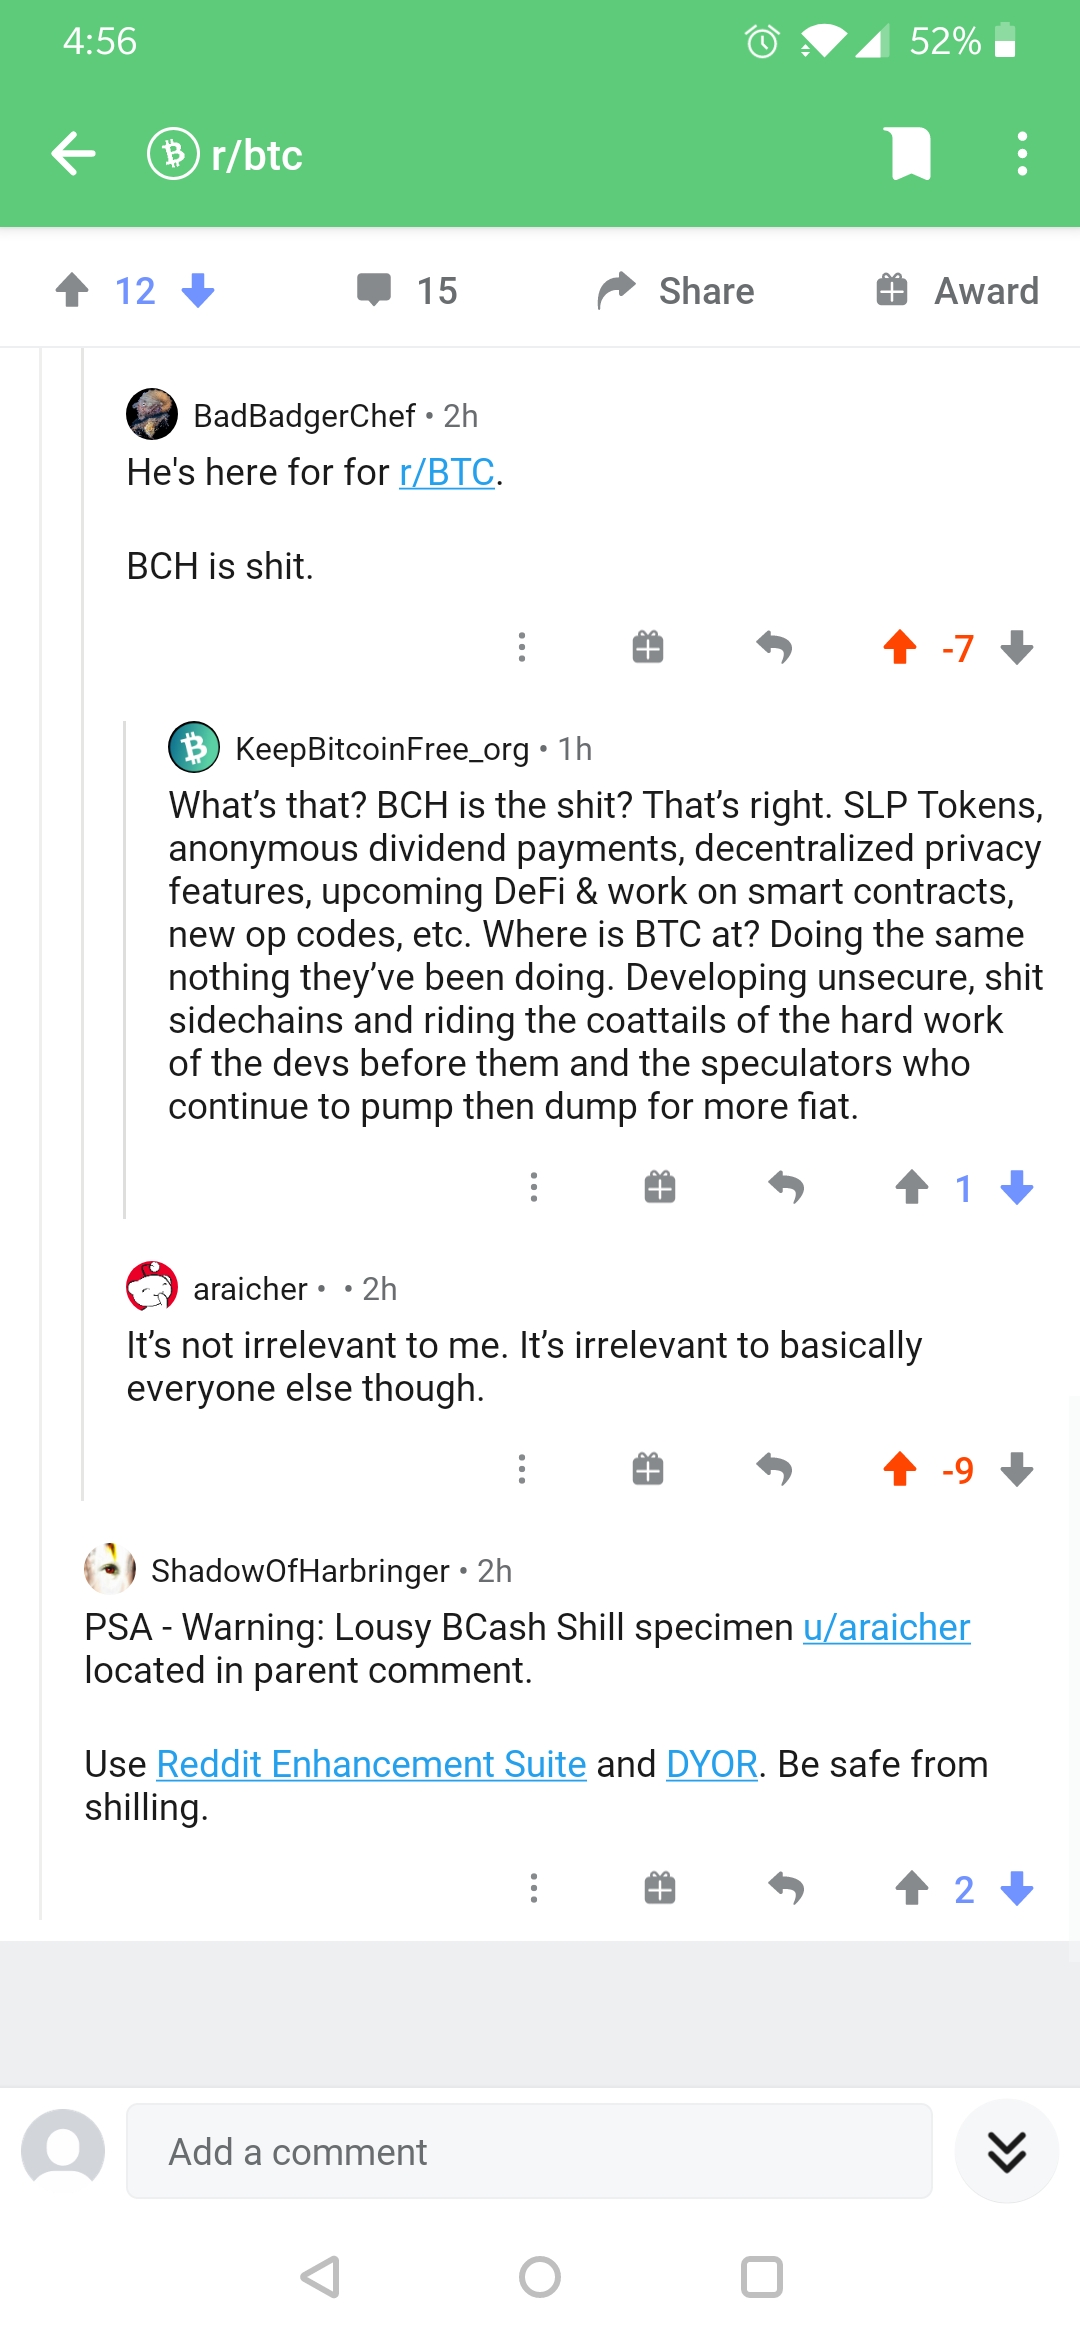 4:56
52%
r/btc
12
15
Share
Award
BadBadgerChef • 2h
He's here for for r/BTC.
BCH is shit.
-7
KeepBitcoinFree_org • 1h
What's that? BCH is the shit? That's right. SLP Tokens,
anonymous dividend payments, decentralized privacy
features, upcoming DeFi & work on smart contracts,
new op codes, etc. Where is BTC at? Doing the same
nothing they've been doing. Developing unsecure, shit
sidechains and riding the coattails of the hard work
of the devs before them and the speculators who
continue to pump then dump for more fiat.
1
araicher • • 2h
It's not irrelevant to me. It's irrelevant to basically
everyone else though.
-9
ShadowOfHarbringer • 2h
PSA - Warning: Lousy BCash Shill specimen u/araicher
located in parent comment.
Use Reddit Enhancement Suite and DYOR. Be safe from
shilling.
2
Add a comment